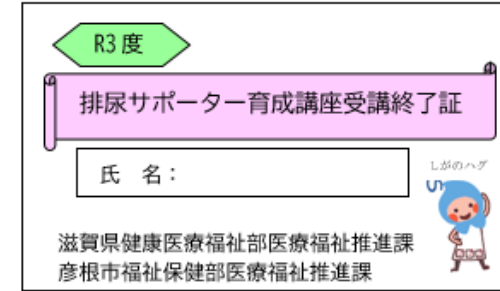 R3度
排尿サポーター育成講座受講終了証
氏 名：
しがのハグ
滋賀県健康医療福祉部医療福祉推進課
彦根市福祉保健部医療福祉推進課